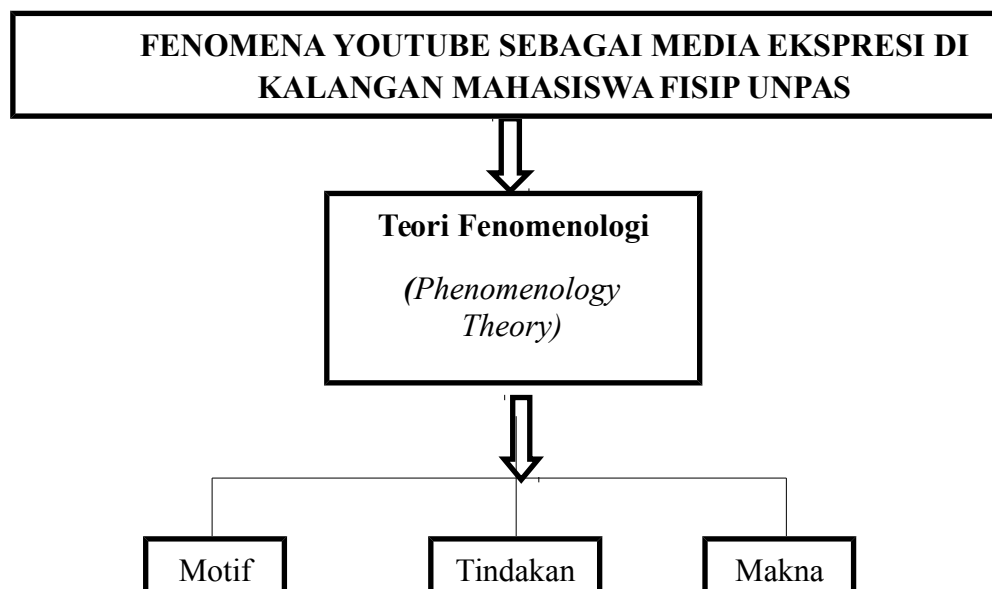 FENOMENA YOUTUBE SEBAGAI MEDIA EKSPRESI DI
KALANGAN MAHASISWA FISIP UNPAS
Teori Fenomenologi
(Phenomenology
Theory)
Motif
Tindakan
Makna